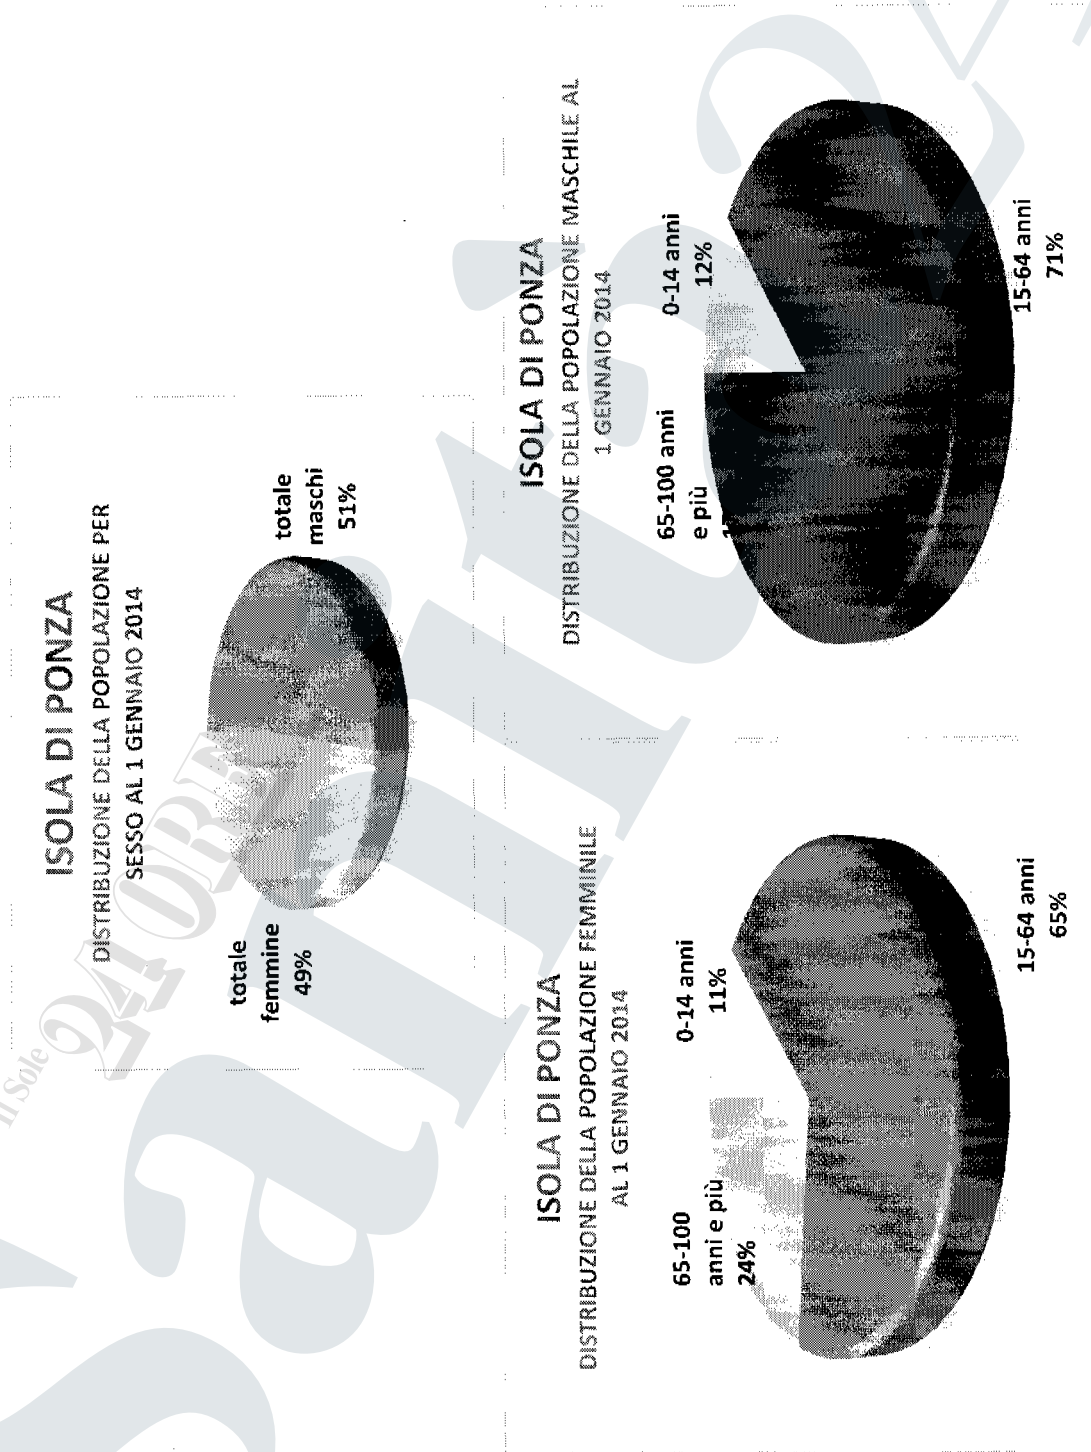 ISOLA DI PONZA
DISTRIBUZIONE DELLA POPOLAZIONE PER
SESSO AL 1 GENNAIO 2014
totale
femmine
49%
totale
maschi
51%
ISOLA DI PONZA
DISTRIBUZIONE DELLA POPOLAZIONE FEMMINILE
AL 1 GENNAIO 2014
65-100
anni e più
24%
0-14 anni
11%
15-64 anni
65%
ISOLA DI PONZA
DISTRIBUZIONE DELLA POPOLAZIONE MASCHILE AL
1 GENNAIO 2014
65-100 anni
e più
0-14 anni
12%
15-64 anni
71%
Il Sole
24 ORE
Sanità